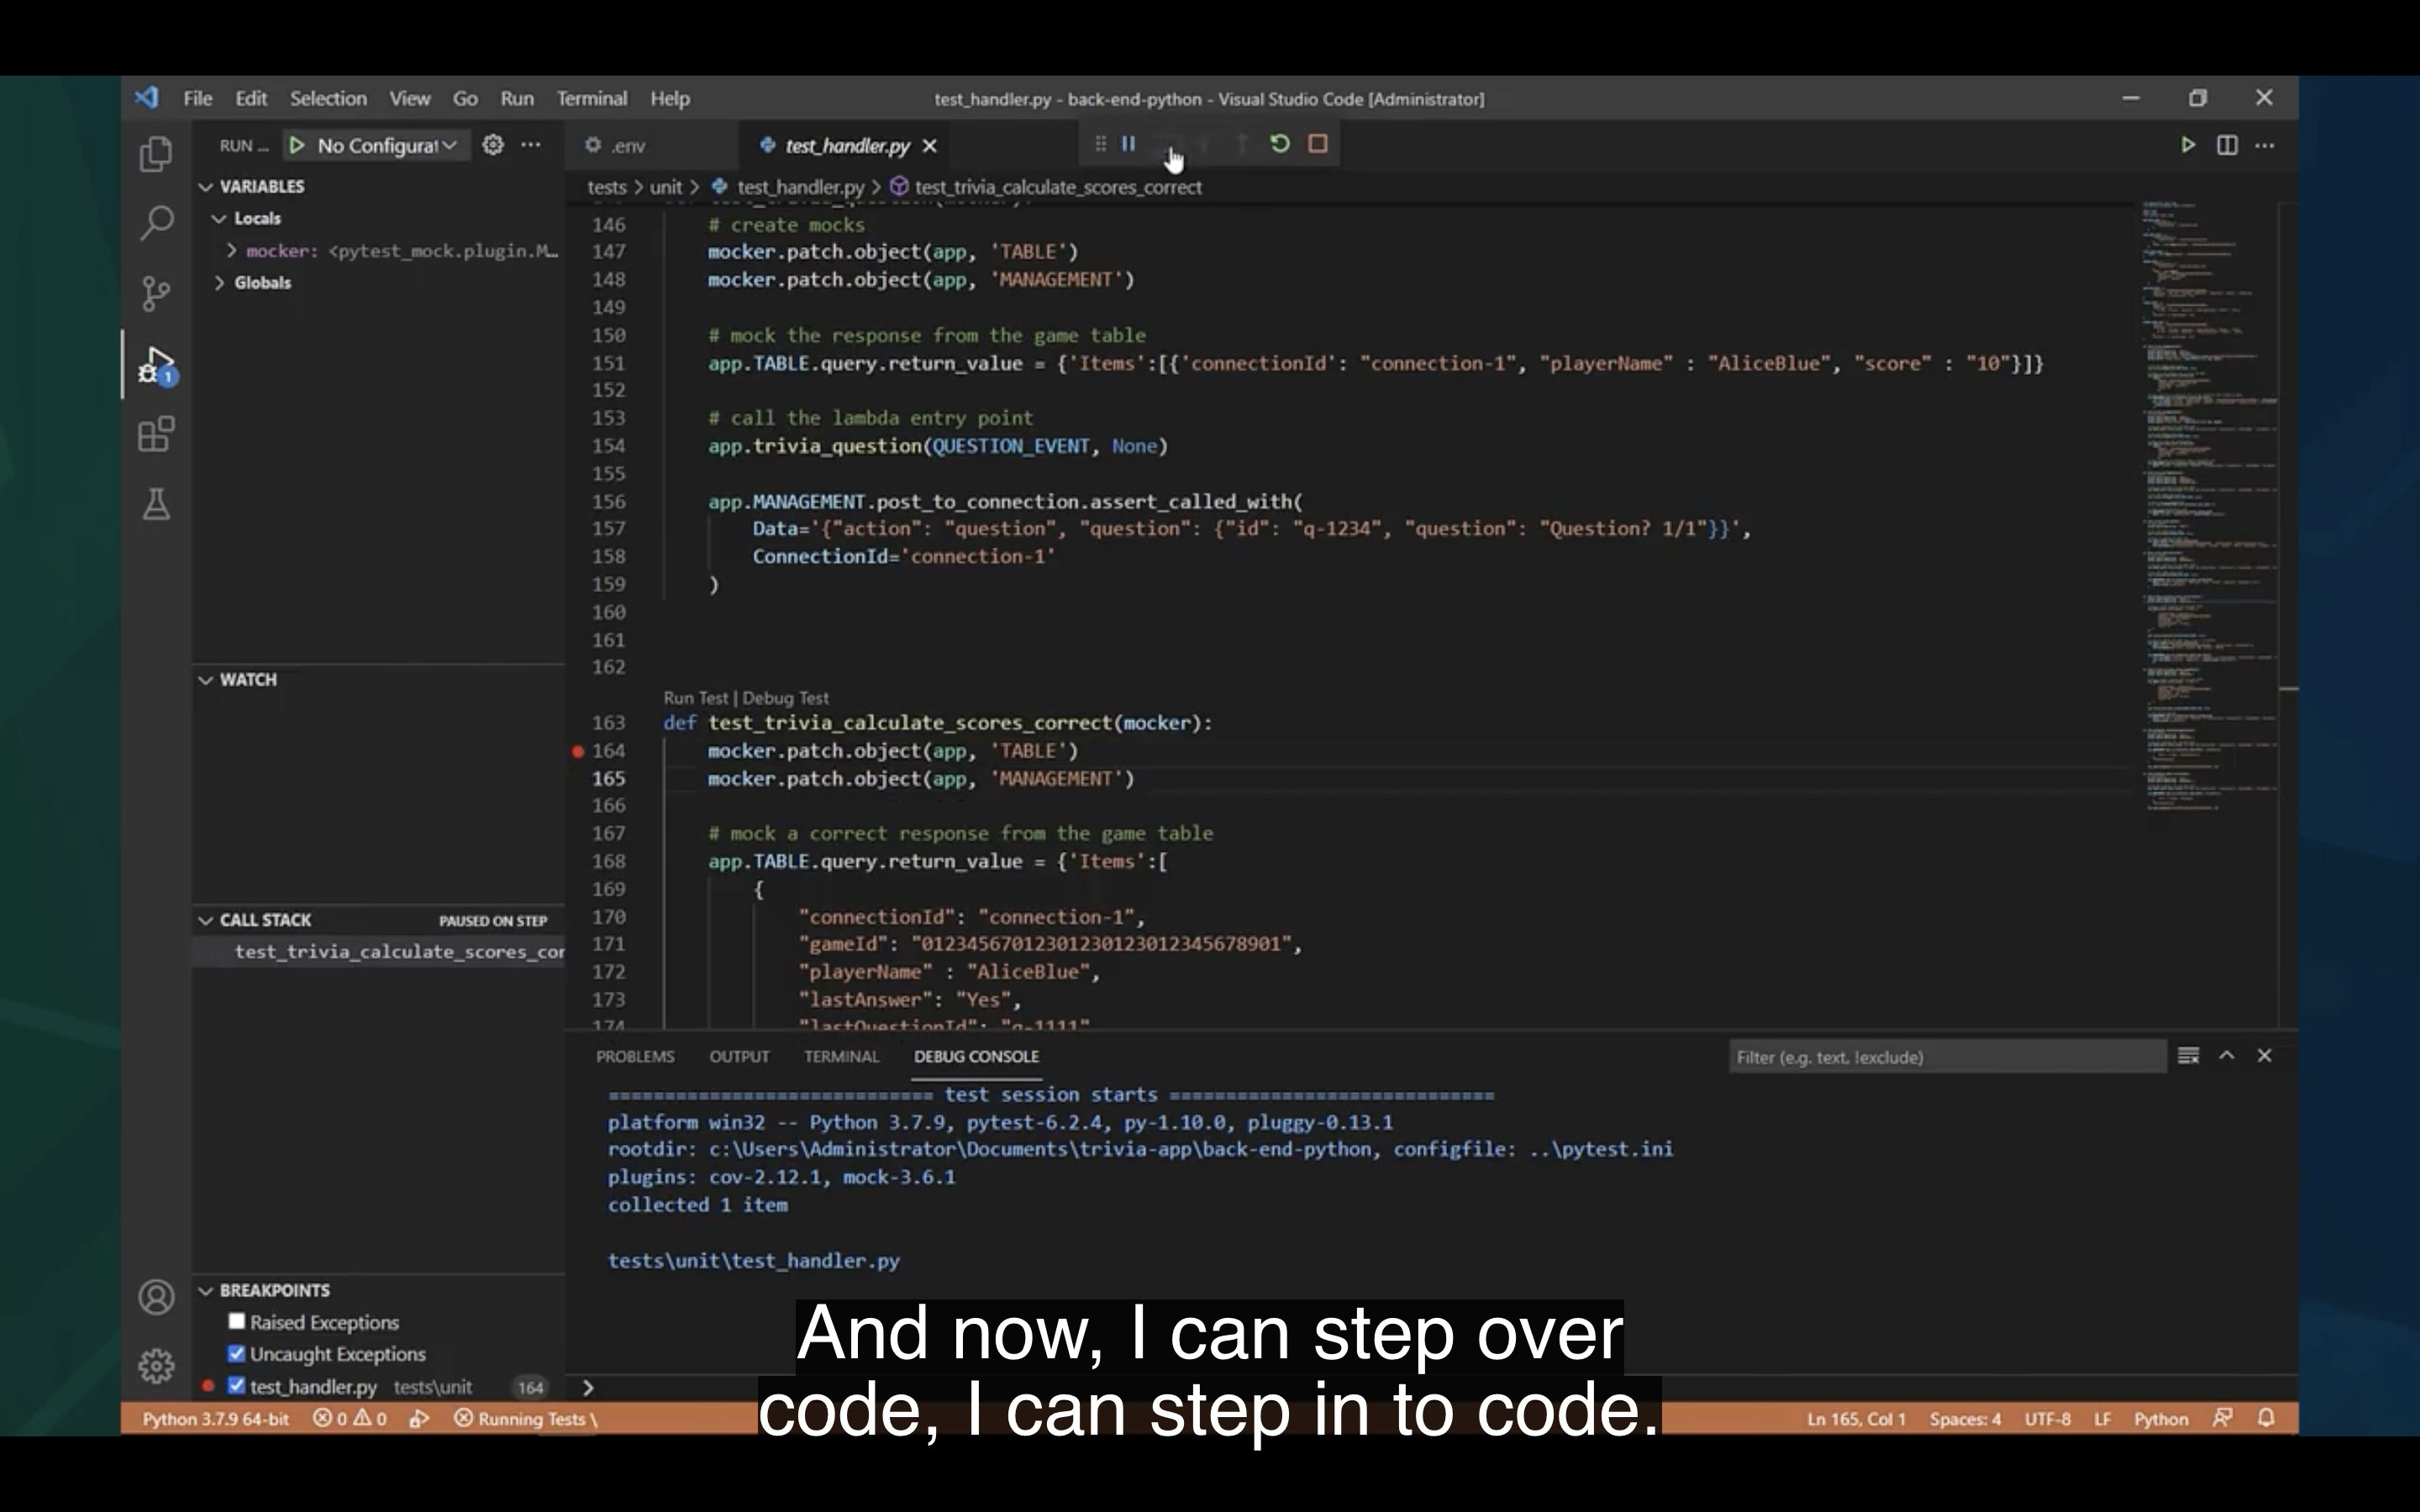 File Edit Selection View Go Run Terminal Help
test_handler.py - back-end-python - Visual Studio Code [Administrator]
RUN ... No Configurat
.env
test_handler.py
VARIABLES
Locals
mocker: <pytest_mock.plugin.M…
Globals
WATCH
CALL STACK PAUSED ON STEP
test_trivia_calculate_scores_cor
BREAKPOINTS
Raised Exceptions
Uncaught Exceptions
test_handler.py tests\unit 164
tests > unit > test_handler.py > test_trivia_calculate_scores_correct
146 # create mocks
147 mocker.patch.object(app, 'TABLE')
148 mocker.patch.object(app, 'MANAGEMENT')
149
150 # mock the response from the game table
151 app.TABLE.query.return_value = {'Items':[{'connectionId': "connection-1", "playerName" : "AliceBlue", "score" : "10"}]}
152
153 # call the lambda entry point
154 app.trivia_question(QUESTION_EVENT, None)
155
156 app.MANAGEMENT.post_to_connection.assert_called_with(
157 Data='{"action": "question", "question": {"id": "q-1234", "question": "Question? 1/1"}}',
158 ConnectionId='connection-1'
159 )
160
161
162
Run Test | Debug Test
163 def test_trivia_calculate_scores_correct(mocker):
164 mocker.patch.object(app, 'TABLE')
165 mocker.patch.object(app, 'MANAGEMENT')
166
167 # mock a correct response from the game table
168 app.TABLE.query.return_value = {'Items':[
169 {
170 "connectionId": "connection-1",
171 "gameId": "01234567012301230123012345678901",
172 "playerName" : "AliceBlue",
173 "lastAnswer": "Yes",
174 "lastQuestionId": "q-1111"
PROBLEMS OUTPUT TERMINAL DEBUG CONSOLE
Filter (e.g. text, !exclude)
============================= test session starts =============================
platform win32 -- Python 3.7.9, pytest-6.2.4, py-1.10.0, pluggy-0.13.1
rootdir: c:\Users\Administrator\Documents\trivia-app\back-end-python, configfile: ..\pytest.ini
plugins: cov-2.12.1, mock-3.6.1
collected 1 item
tests\unit\test_handler.py
And now, I can step over
code, I can step in to code.
Python 3.7.9 64-bit 0 0 Running Tests \
Ln 165, Col 1 Spaces: 4 UTF-8 LF Python